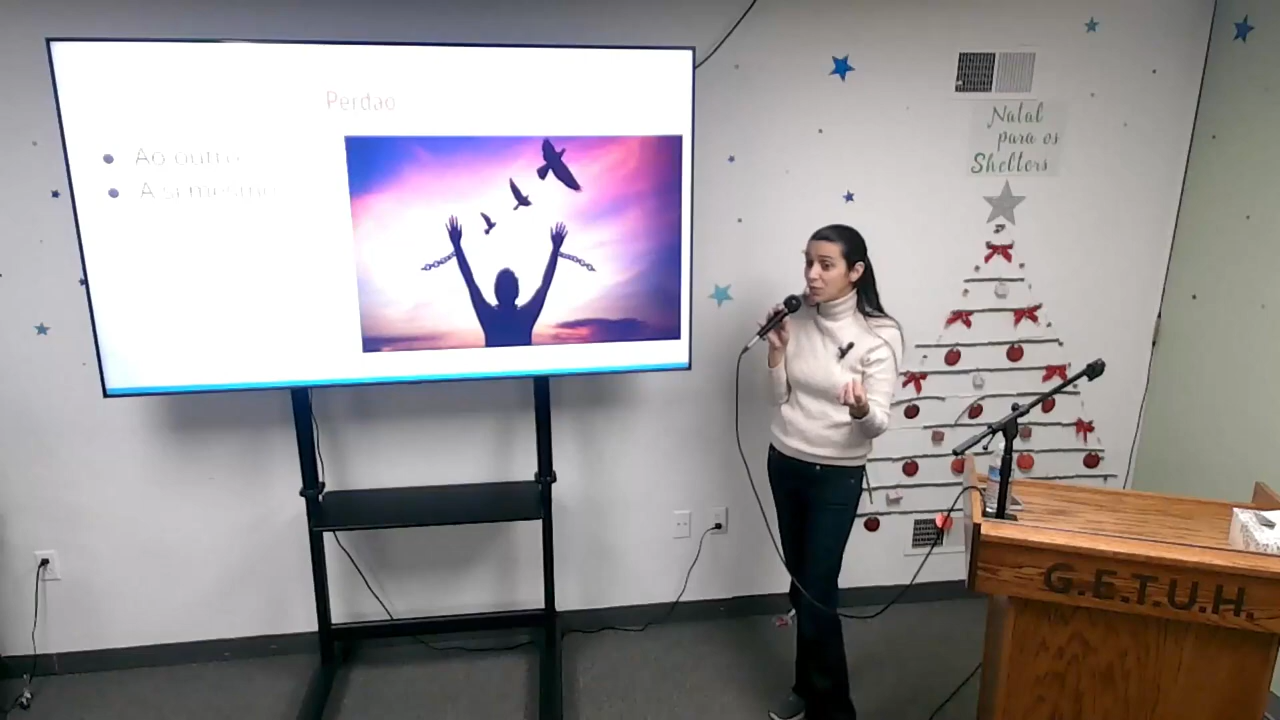 Perdao
Ao outro
A si mesmo
Natal
para os
Shelters
G.E.T.U.H.